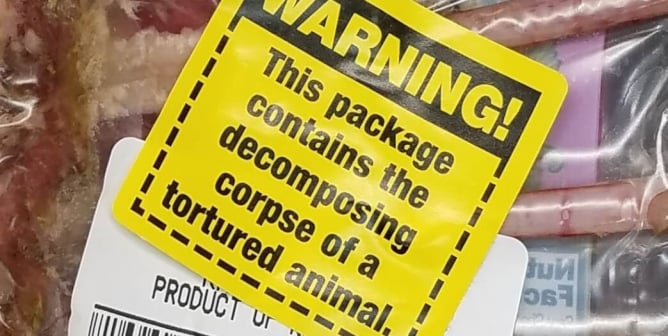 WARNING!
This package
contains the
decomposing
corpse of a
tortured animal.
PRODUCT OF
Nut
Fac